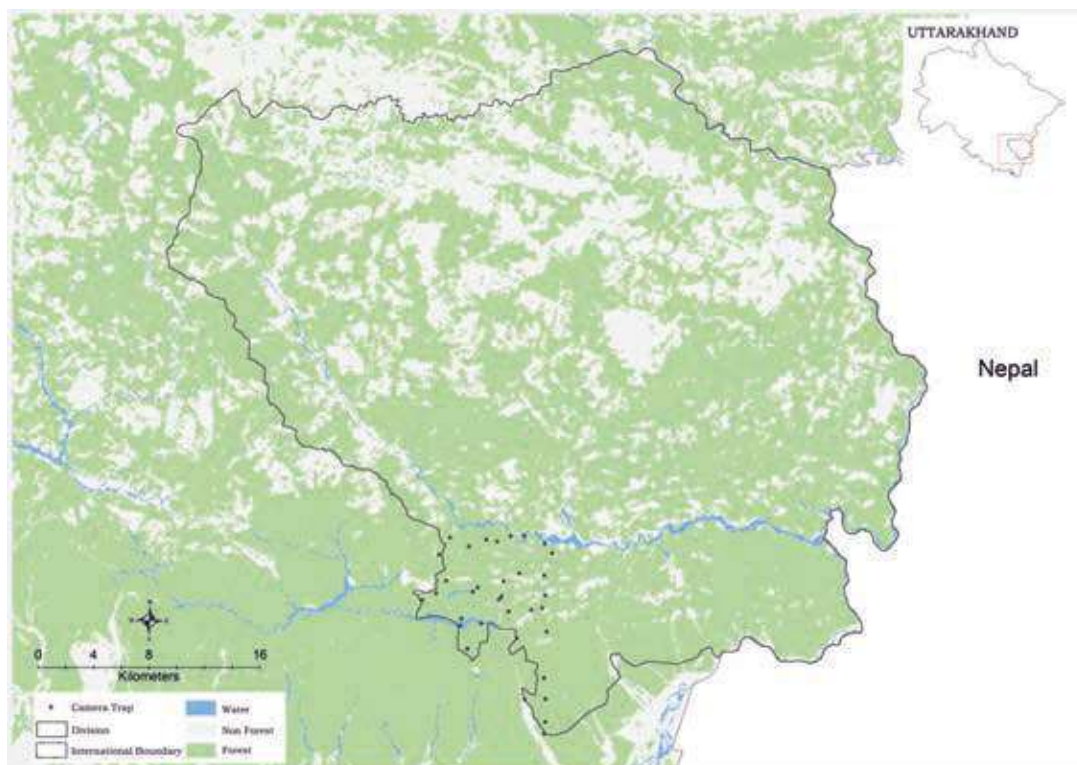 UTTARAKHAND
Nepal
0 4 8 16
Kilometers
Camera Trap
Division
International Boundary
Water
Non Forest
Forest